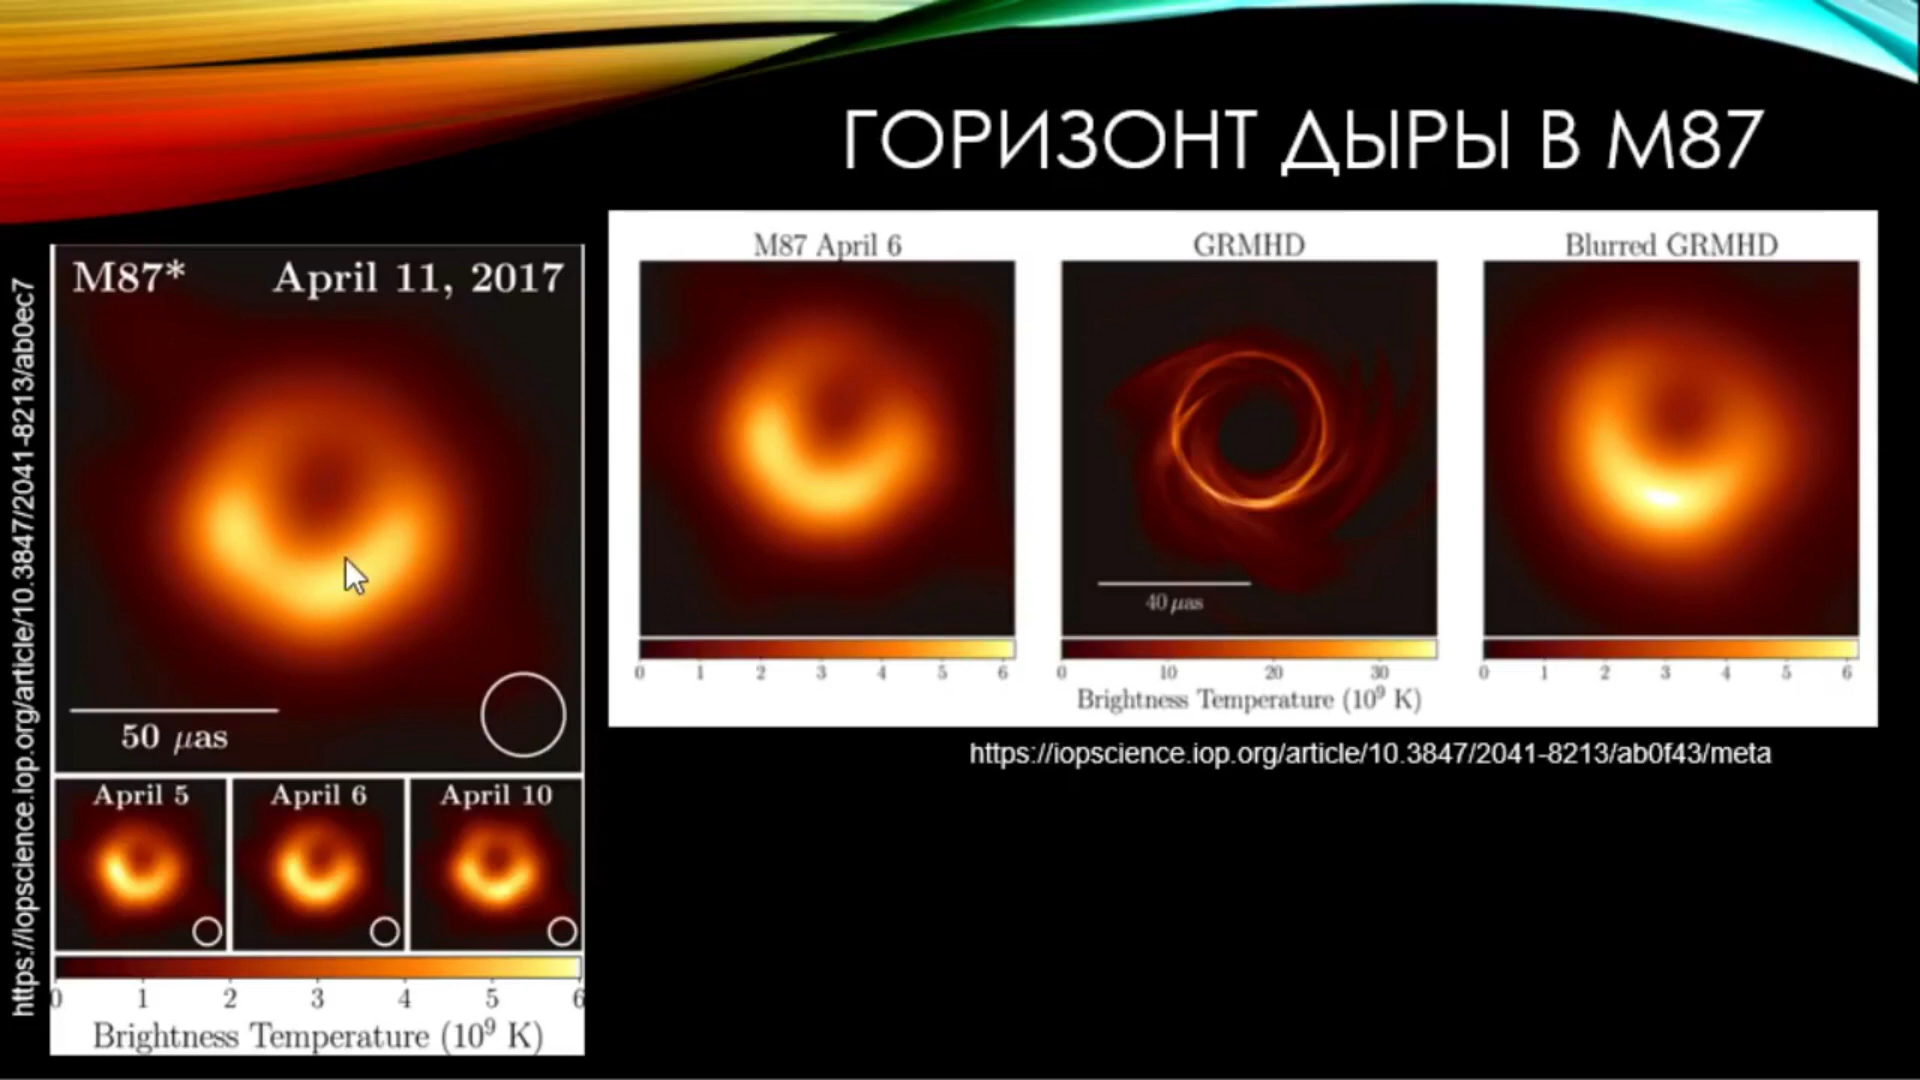 ГОРИЗОНТ ДЫРЫ В M87
https://iopscience.iop.org/article/10.3847/2041-8213/ab0ec7
M87* April 11, 2017
50 μas
April 5 April 6 April 10
0 1 2 3 4 5 6
Brightness Temperature (10⁹ K)
M87 April 6 GRMHD Blurred GRMHD
40 μas
0 1 2 3 4 5 6 0 10 20 30 0 1 2 3 4 5 6
Brightness Temperature (10⁹ K)
https://iopscience.iop.org/article/10.3847/2041-8213/ab0f43/meta